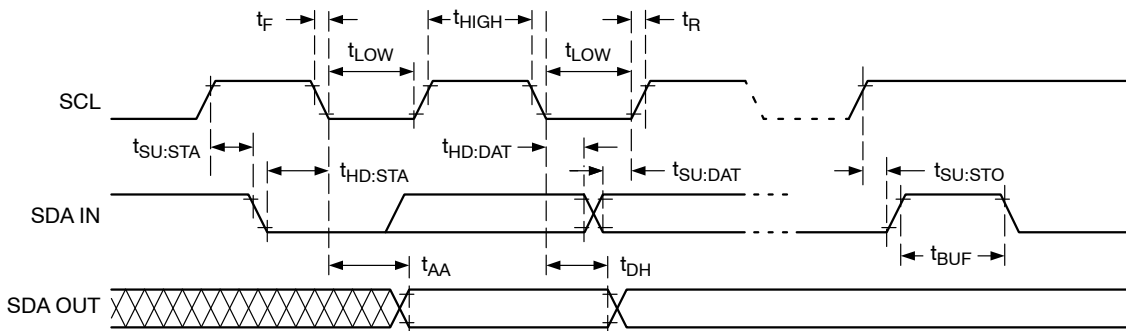 tF tHIGH tR
tLOW tLOW
SCL
tSU:STA tHD:DAT
tHD:STA tSU:DAT tSU:STO
SDA IN
tBUF
tAA tDH
SDA OUT